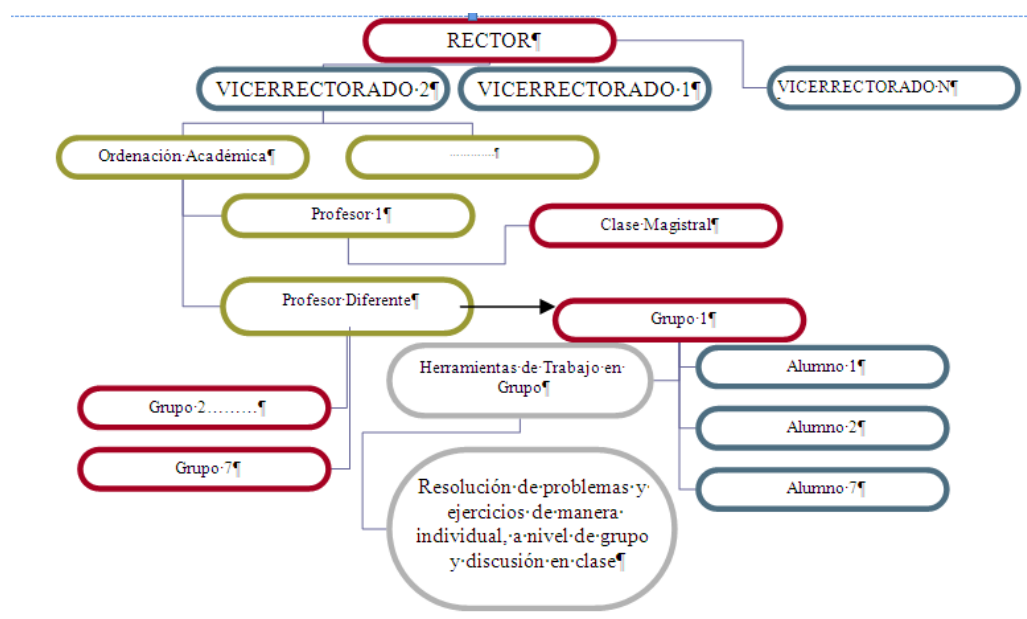 RECTOR¶
VICERRECTORADO·2¶
VICERRECTORADO·1¶
VICERRECTORADO·N¶
Ordenación·Académica¶
………….¶
Profesor·1¶
Clase·Magistral¶
Profesor·Diferente¶
Grupo·1¶
Herramientas·de·Trabajo·en·
Grupo¶
Alumno·1¶
Grupo·2………¶
Alumno·2¶
Grupo·7¶
Alumno·7¶
Resolución·de·problemas·y·
ejercicios·de·manera·
individual,·a·nivel·de·grupo·
y·discusión·en·clase¶